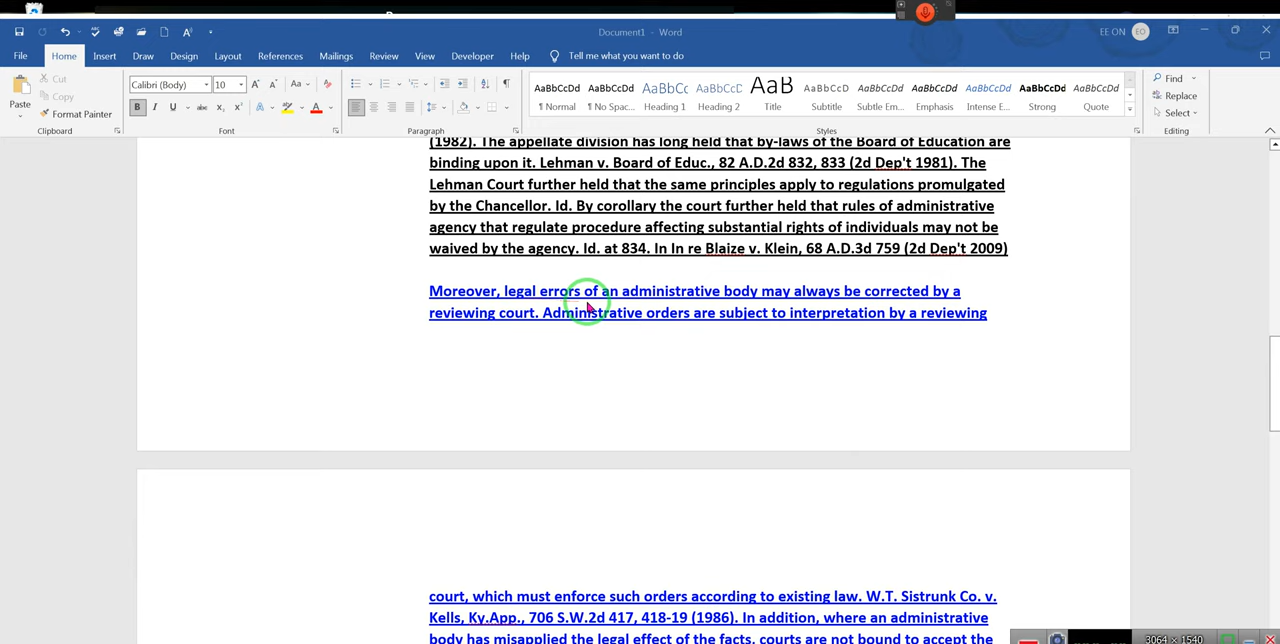 Document1 - Word
EE ON
EO
File Home Insert Draw Design Layout References Mailings Review View Developer Help Tell me what you want to do
Paste
Cut
Copy
Format Painter
Clipboard
Calibri (Body) 10
Font
Paragraph
AaBbCcDd AaBbCcDd AaBbCc AaBbCcD AaB AaBbCcD AaBbCcDd AaBbCcDd AaBbCcDd AaBbCcDd AaBbCcDd
¶ Normal ¶ No Spac... Heading 1 Heading 2 Title Subtitle Subtle Em... Emphasis Intense E... Strong Quote
Styles
Find
Replace
Select
Editing
(1982). The appellate division has long held that by-laws of the Board of Education are
binding upon it. Lehman v. Board of Educ., 82 A.D.2d 832, 833 (2d Dep't 1981). The
Lehman Court further held that the same principles apply to regulations promulgated
by the Chancellor. Id. By corollary the court further held that rules of administrative
agency that regulate procedure affecting substantial rights of individuals may not be
waived by the agency. Id. at 834. In In re Blaize v. Klein, 68 A.D.3d 759 (2d Dep't 2009)
Moreover, legal errors of an administrative body may always be corrected by a
reviewing court. Administrative orders are subject to interpretation by a reviewing
court, which must enforce such orders according to existing law. W.T. Sistrunk Co. v.
Kells, Ky.App., 706 S.W.2d 417, 418-19 (1986). In addition, where an administrative
body has misapplied the legal effect of the facts, courts are not bound to accept the
3064 × 1540